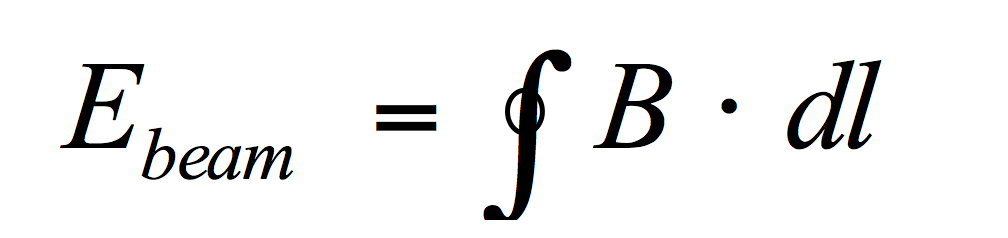 E_beam = ∮ B · dl